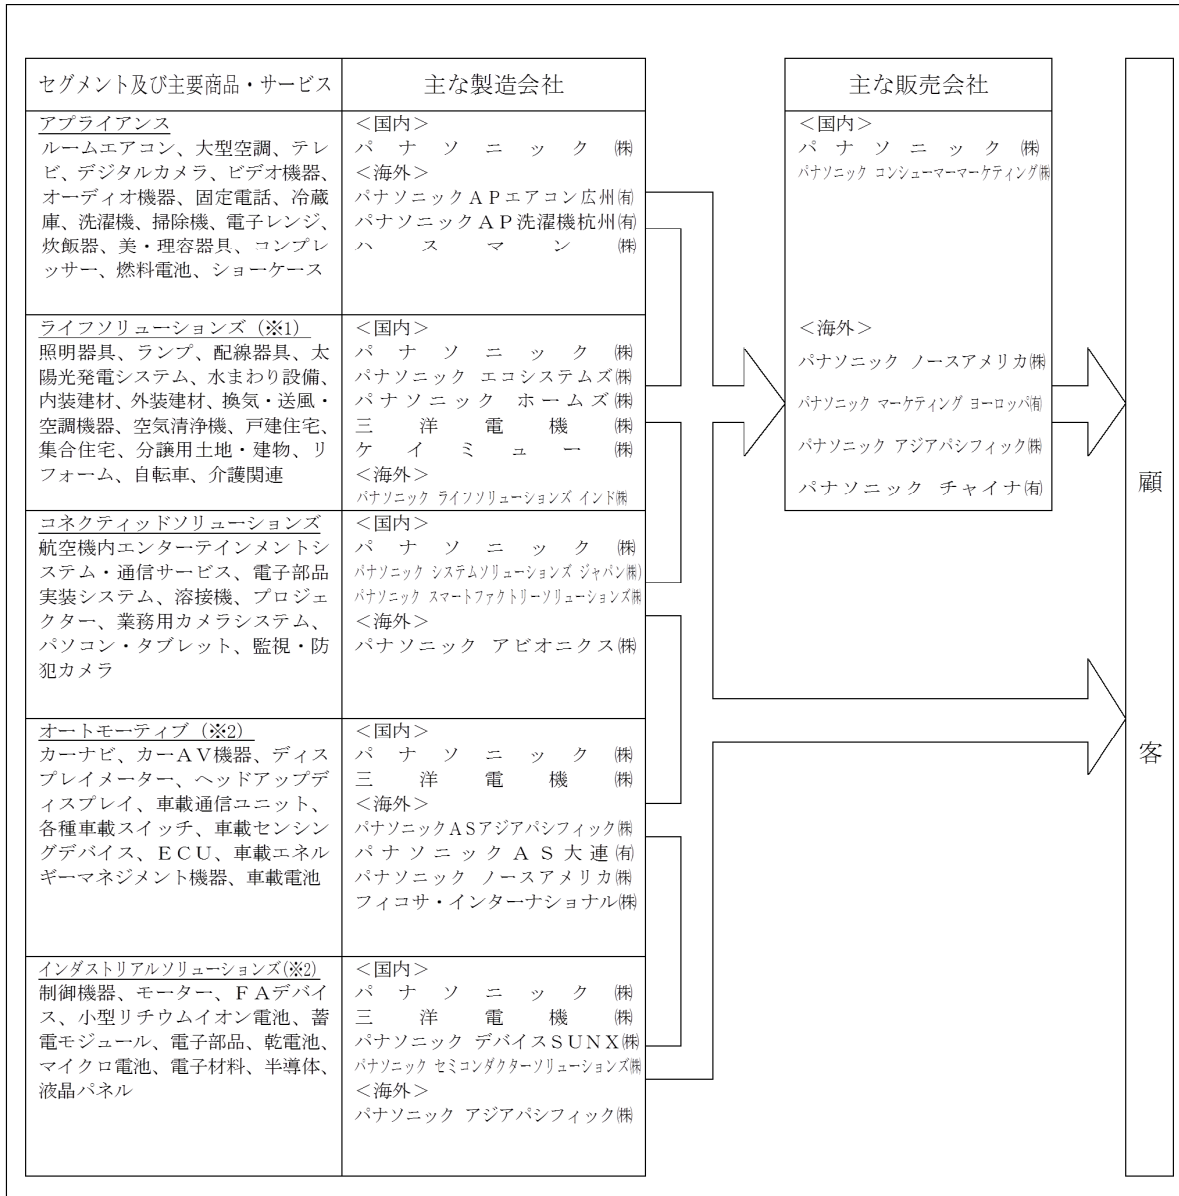 セグメント及び主要商品・サービス
主な製造会社
アプライアンス
ルームエアコン、大型空調、テレ
ビ、デジタルカメラ、ビデオ機器、
オーディオ機器、固定電話、冷蔵
庫、洗濯機、掃除機、電子レンジ、
炊飯器、美・理容器具、コンプレ
ッサー、燃料電池、ショーケース
＜国内＞
パナソニック㈱
＜海外＞
パナソニックＡＰエアコン広州㈲
パナソニックＡＰ洗濯機杭州㈲
ハスマン㈱
ライフソリューションズ（※1）
照明器具、ランプ、配線器具、太
陽光発電システム、水まわり設備、
内装建材、外装建材、換気・送風・
空調機器、空気清浄機、戸建住宅、
集合住宅、分譲用土地・建物、リ
フォーム、自転車、介護関連
＜国内＞
パナソニック㈱
パナソニック エコシステムズ㈱
パナソニック ホームズ㈱
三洋電機㈱
ケイミュー㈱
＜海外＞
パナソニック ライフソリューションズ インド㈱
コネクティッドソリューションズ
航空機内エンターテインメントシ
ステム・通信サービス、電子部品
実装システム、溶接機、プロジェ
クター、業務用カメラシステム、
パソコン・タブレット、監視・防
犯カメラ
＜国内＞
パナソニック㈱
パナソニック システムソリューションズ ジャパン㈱
パナソニック スマートファクトリーソリューションズ㈱
＜海外＞
パナソニック アビオニクス㈱
オートモーティブ（※2）
カーナビ、カーＡＶ機器、ディス
プレイメーター、ヘッドアップデ
ィスプレイ、車載通信ユニット、
各種車載スイッチ、車載センシン
グデバイス、ＥＣＵ、車載エネル
ギーマネジメント機器、車載電池
＜国内＞
パナソニック㈱
三洋電機㈱
＜海外＞
パナソニックＡＳアジアパシフィック㈱
パナソニックＡＳ大連㈲
パナソニック ノースアメリカ㈱
フィコサ・インターナショナル㈱
インダストリアルソリューションズ(※2)
制御機器、モーター、ＦＡデバイ
ス、小型リチウムイオン電池、蓄
電モジュール、電子部品、乾電池、
マイクロ電池、電子材料、半導体、
液晶パネル
＜国内＞
パナソニック㈱
三洋電機㈱
パナソニック デバイスＳＵＮＸ㈱
パナソニック セミコンダクターソリューションズ㈱
＜海外＞
パナソニック アジアパシフィック㈱
主な販売会社
＜国内＞
パナソニック㈱
パナソニック コンシューマーマーケティング㈱
＜海外＞
パナソニック ノースアメリカ㈱
パナソニック マーケティング ヨーロッパ㈲
パナソニック アジアパシフィック㈱
パナソニック チャイナ㈲
顧客